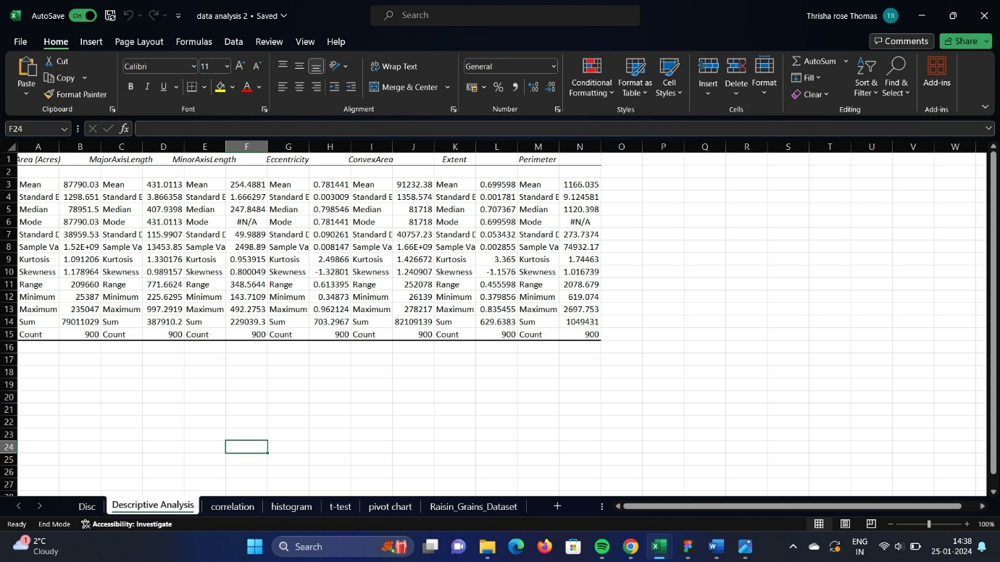 AutoSave On data analysis 2 • Saved Search Thrisha rose Thomas TR
File Home Insert Page Layout Formulas Data Review View Help Comments Share
Paste Cut Copy Format Painter Clipboard
Calibri 11 B I U A Font
Wrap Text Merge & Center Alignment
General % Number
Conditional Formatting Format as Table Cell Styles Styles
Insert Delete Format Cells
AutoSum Fill Clear Sort & Filter Find & Select Editing
Add-ins Add-ins
F24 fx
A B C D E F G H I J K L M N O P Q R S T U V W
1 Area (Acres) MajorAxisLength MinorAxisLength Eccentricity ConvexArea Extent Perimeter
2
3 Mean 87790.03 Mean 431.0113 Mean 254.4881 Mean 0.781441 Mean 91232.38 Mean 0.699598 Mean 1166.035
4 Standard E 1298.651 Standard E 3.866358 Standard E 1.666297 Standard E 0.003009 Standard E 1358.574 Standard E 0.001781 Standard E 9.124581
5 Median 78951.5 Median 407.9398 Median 247.8484 Median 0.798546 Median 81718 Median 0.707367 Median 1120.398
6 Mode 87790.03 Mode 431.0113 Mode #N/A Mode 0.781441 Mode 81718 Mode 0.699598 Mode #N/A
7 Standard D 38959.53 Standard D 115.9907 Standard D 49.9889 Standard D 0.090261 Standard D 40757.23 Standard D 0.053432 Standard D 273.7374
8 Sample Va 1.52E+09 Sample Va 13453.85 Sample Va 2498.89 Sample Va 0.008147 Sample Va 1.66E+09 Sample Va 0.002855 Sample Va 74932.17
9 Kurtosis 1.091206 Kurtosis 1.330176 Kurtosis 0.953915 Kurtosis 2.49866 Kurtosis 1.426672 Kurtosis 3.365 Kurtosis 1.74463
10 Skewness 1.178964 Skewness 0.989157 Skewness 0.800049 Skewness -1.32801 Skewness 1.240907 Skewness -1.1576 Skewness 1.016739
11 Range 209660 Range 771.6624 Range 348.5644 Range 0.613395 Range 252078 Range 0.455598 Range 2078.679
12 Minimum 25387 Minimum 225.6295 Minimum 143.7109 Minimum 0.34873 Minimum 26139 Minimum 0.379856 Minimum 619.074
13 Maximum 235047 Maximum 997.2919 Maximum 492.2753 Maximum 0.962124 Maximum 278217 Maximum 0.835455 Maximum 2697.753
14 Sum 79011029 Sum 387910.2 Sum 229039.3 Sum 703.2967 Sum 82109139 Sum 629.6383 Sum 1049431
15 Count 900 Count 900 Count 900 Count 900 Count 900 Count 900 Count 900
16
17
18
19
20
21
22
23
24
25
26
27
Disc Descriptive Analysis correlation histogram t-test pivot chart Raisin_Grains_Dataset
Ready End Mode Accessibility: Investigate 100%
1 2°C Cloudy Search ENG IN 14:38 25-01-2024